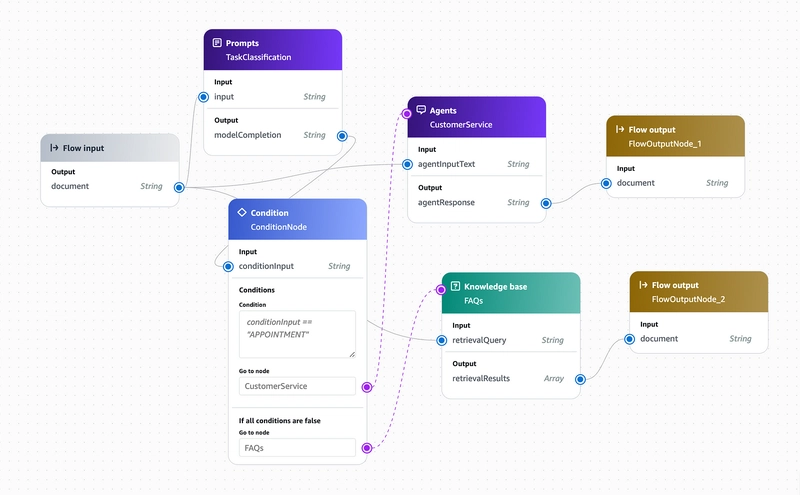 Prompts
TaskClassification
Input
input String
Output
modelCompletion String
Flow input
Output
document String
Agents
CustomerService
Input
agentInputText String
Output
agentResponse String
Flow output
FlowOutputNode_1
Input
document String
Condition
ConditionNode
Input
conditionInput String
Conditions
Condition
conditionInput ==
"APPOINTMENT"
Go to node
CustomerService
If all conditions are false
Go to node
FAQs
Knowledge base
FAQs
Input
retrievalQuery String
Output
retrievalResults Array
Flow output
FlowOutputNode_2
Input
document String